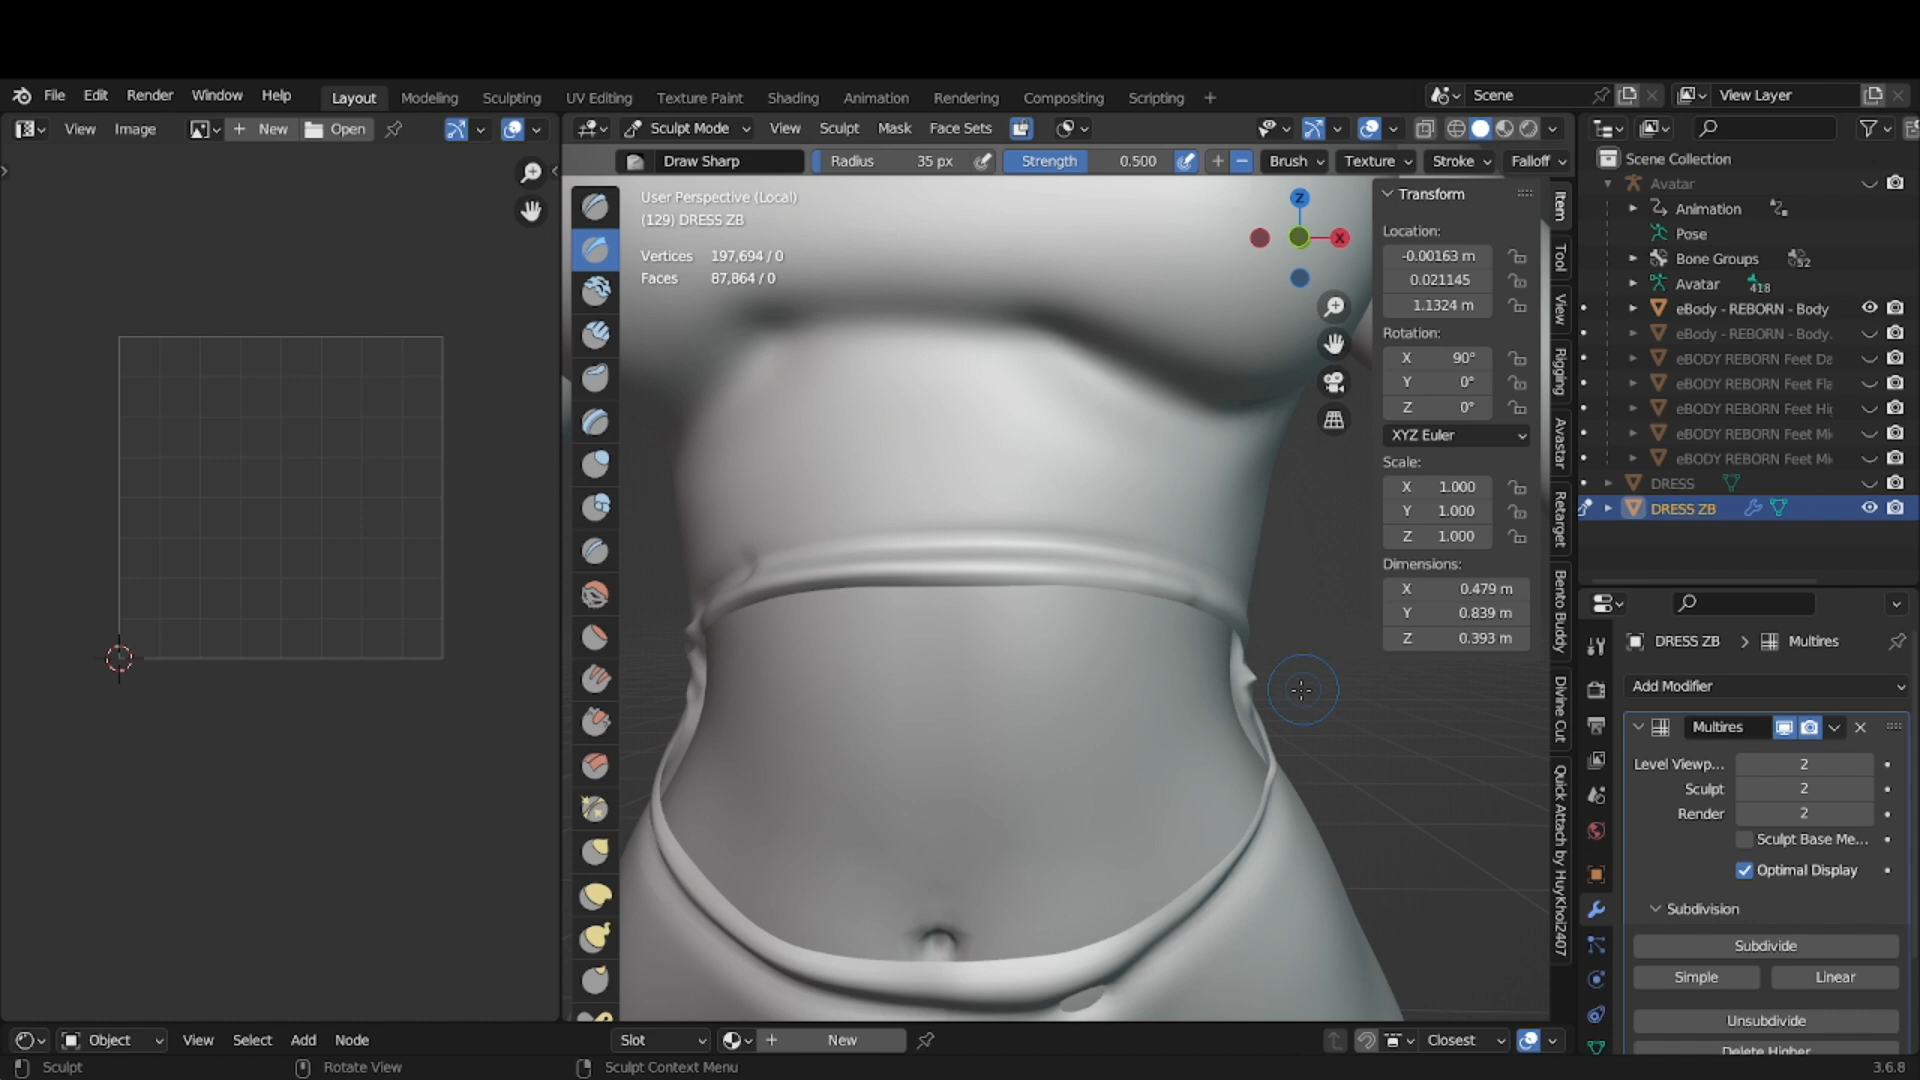 File Edit Render Window Help Layout Modeling Sculpting UV Editing Texture Paint Shading Animation Rendering Compositing Scripting Scene View Layer
View Image New Open Sculpt Mode View Sculpt Mask Face Sets
Draw Sharp Radius 35 px Strength 0.500 Brush Texture Stroke Falloff
User Perspective (Local)
(129) DRESS ZB
Vertices 197,694 / 0
Faces 87,864 / 0
Z
X
Transform
Location:
-0.00163 m
0.021145
1.1324 m
Rotation:
X 90°
Y 0°
Z 0°
XYZ Euler
Scale:
X 1.000
Y 1.000
Z 1.000
Dimensions:
X 0.479 m
Y 0.839 m
Z 0.393 m
Item
Tool
View
Rigging
Avastar
Retarget
Bento Buddy
Divine Cut
Quick Attach by HuyKhoi2407
Scene Collection
Avatar
Animation
Pose
Bone Groups 52
Avatar 418
eBody - REBORN - Body
eBody - REBORN - Body.
eBODY REBORN Feet Da
eBODY REBORN Feet Fla
eBODY REBORN Feet Hig
eBODY REBORN Feet Mi
eBODY REBORN Feet Mi
DRESS
DRESS ZB
DRESS ZB Multires
Add Modifier
Multires
Level Viewp... 2
Sculpt 2
Render 2
Sculpt Base Me...
Optimal Display
Subdivision
Subdivide
Simple Linear
Unsubdivide
Delete Higher
Object View Select Add Node Slot New Closest
Sculpt Rotate View Sculpt Context Menu 3.6.8